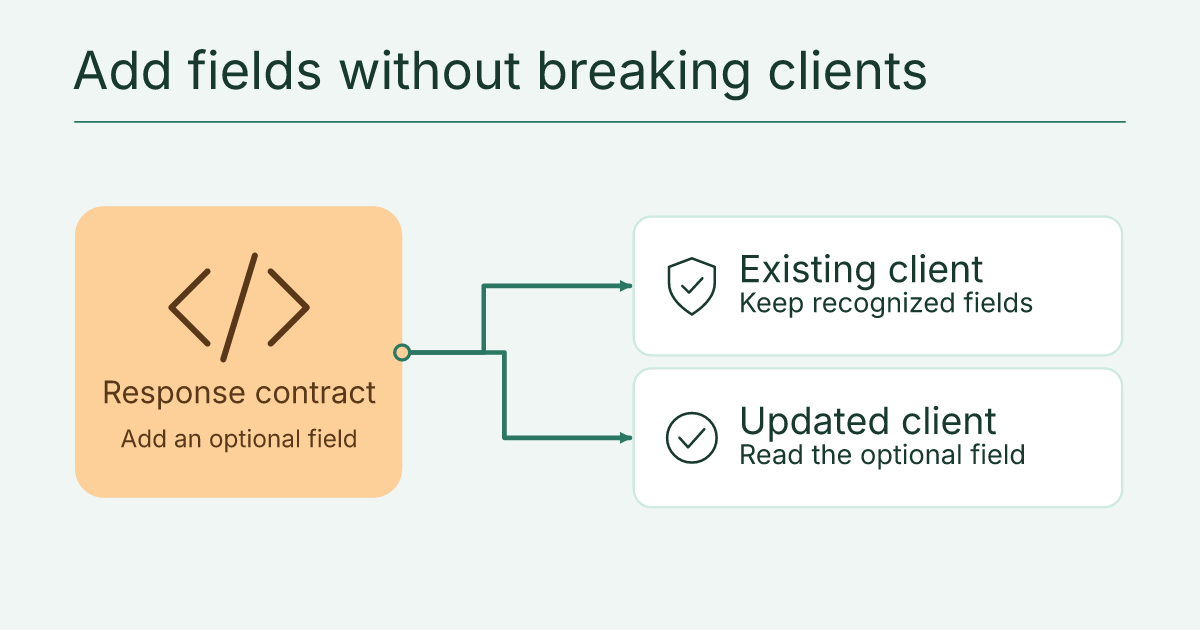 Add fields without breaking clients
Response contract
Add an optional field
Existing client
Keep recognized fields
Updated client
Read the optional field